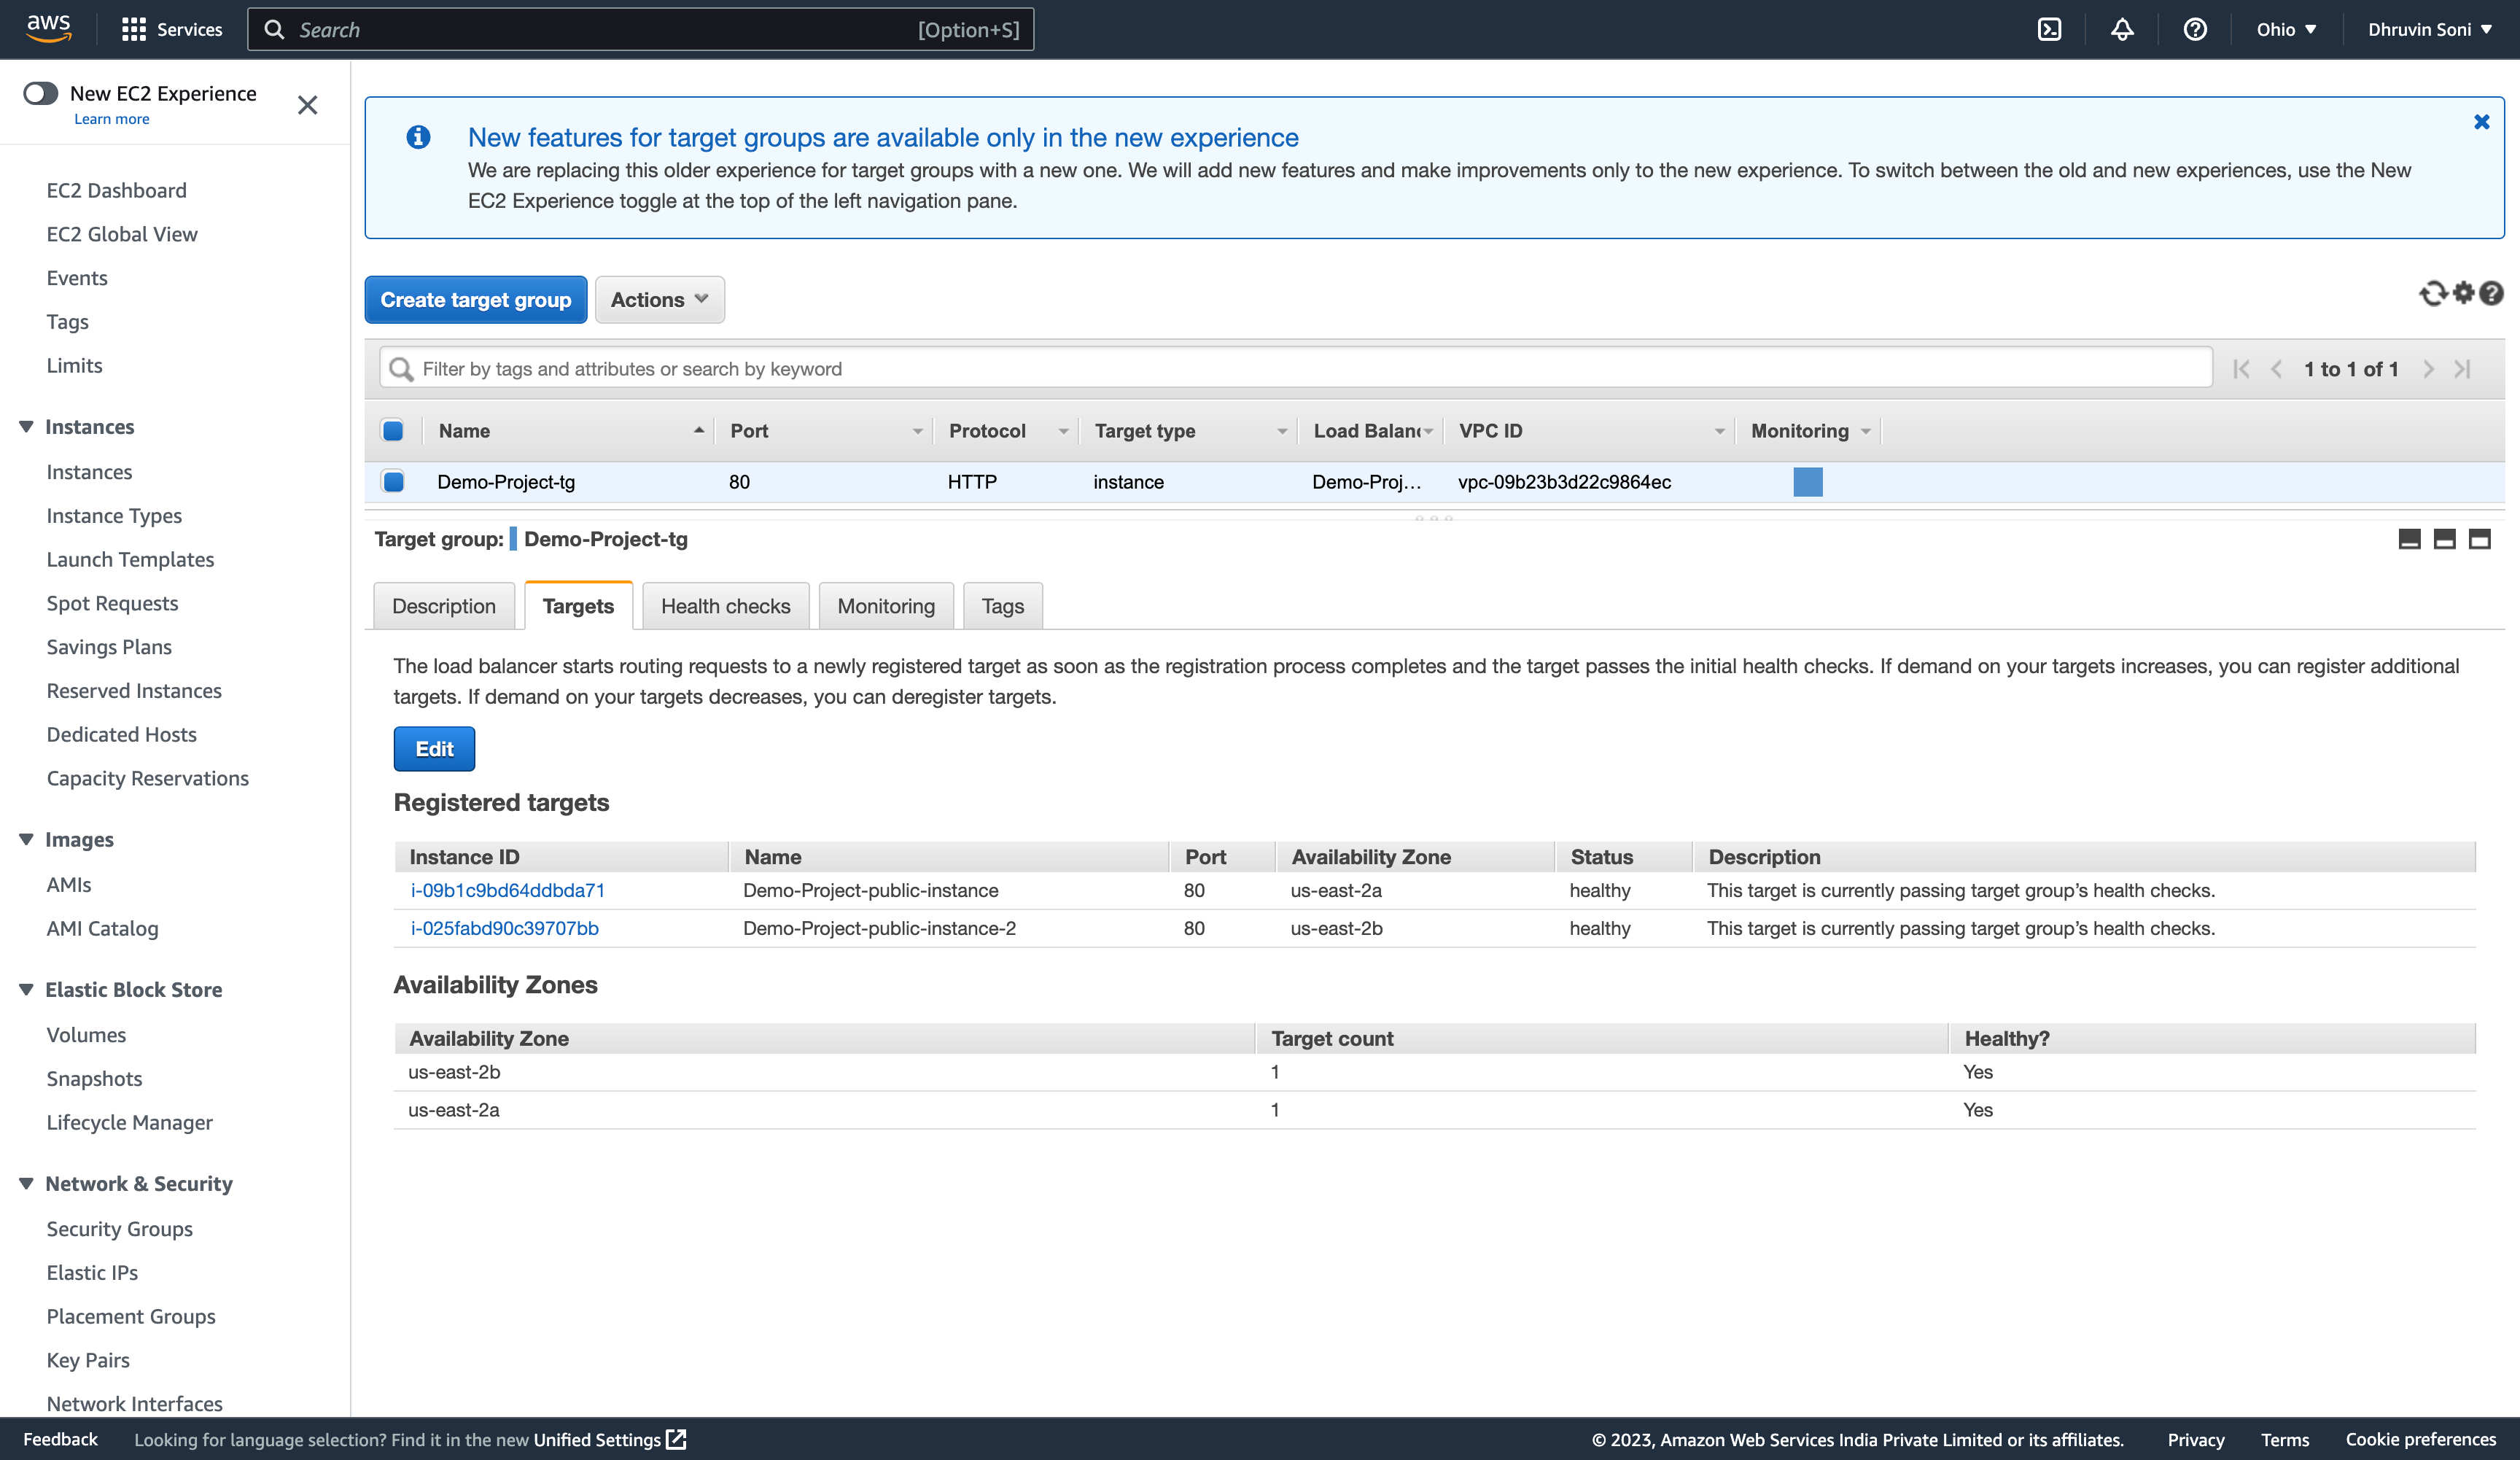 aws
Services
Search
[Option+S]
Ohio ▼
Dhruvin Soni ▼
New EC2 Experience
Learn more
EC2 Dashboard
EC2 Global View
Events
Tags
Limits
Instances
Instances
Instance Types
Launch Templates
Spot Requests
Savings Plans
Reserved Instances
Dedicated Hosts
Capacity Reservations
Images
AMIs
AMI Catalog
Elastic Block Store
Volumes
Snapshots
Lifecycle Manager
Network & Security
Security Groups
Elastic IPs
Placement Groups
Key Pairs
Network Interfaces
New features for target groups are available only in the new experience
We are replacing this older experience for target groups with a new one. We will add new features and make improvements only to the new experience. To switch between the old and new experiences, use the New
EC2 Experience toggle at the top of the left navigation pane.
Create target group
Actions
Filter by tags and attributes or search by keyword
1 to 1 of 1
Name Port Protocol Target type Load Balanc VPC ID Monitoring
Demo-Project-tg 80 HTTP instance Demo-Proj... vpc-09b23b3d22c9864ec
Target group: Demo-Project-tg
Description Targets Health checks Monitoring Tags
The load balancer starts routing requests to a newly registered target as soon as the registration process completes and the target passes the initial health checks. If demand on your targets increases, you can register additional
targets. If demand on your targets decreases, you can deregister targets.
Edit
Registered targets
Instance ID Name Port Availability Zone Status Description
i-09b1c9bd64ddbda71 Demo-Project-public-instance 80 us-east-2a healthy This target is currently passing target group's health checks.
i-025fabd90c39707bb Demo-Project-public-instance-2 80 us-east-2b healthy This target is currently passing target group's health checks.
Availability Zones
Availability Zone Target count Healthy?
us-east-2b 1 Yes
us-east-2a 1 Yes
Feedback
Looking for language selection? Find it in the new Unified Settings
© 2023, Amazon Web Services India Private Limited or its affiliates.
Privacy
Terms
Cookie preferences